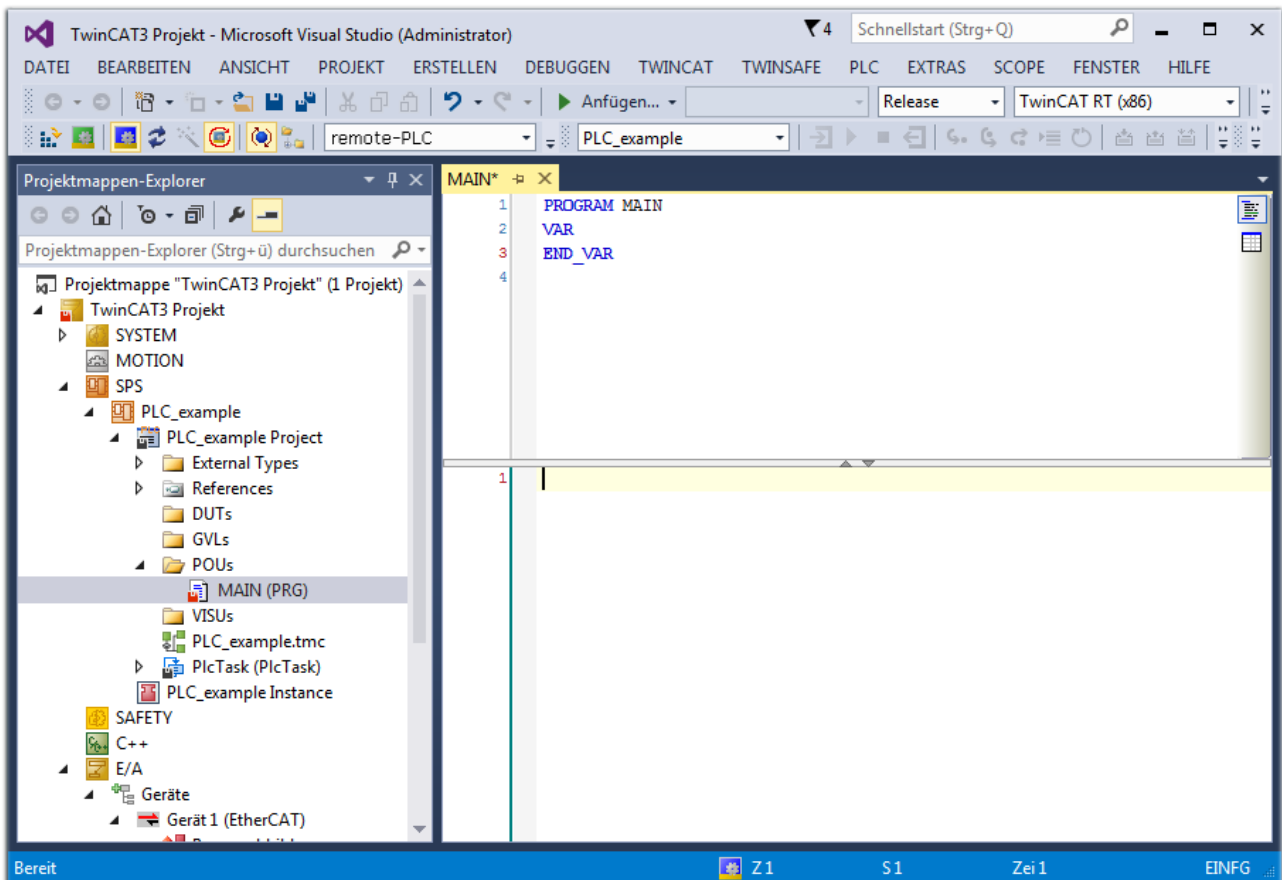 TwinCAT3 Projekt - Microsoft Visual Studio (Administrator) 4 Schnellstart (Strg+Q)
DATEI BEARBEITEN ANSICHT PROJEKT ERSTELLEN DEBUGGEN TWINCAT TWINSAFE PLC EXTRAS SCOPE FENSTER HILFE
Anfügen... Release TwinCAT RT (x86)
remote-PLC PLC_example
Projektmappen-Explorer
Projektmappen-Explorer (Strg+ü) durchsuchen
Projektmappe "TwinCAT3 Projekt" (1 Projekt)
TwinCAT3 Projekt
SYSTEM
MOTION
SPS
PLC_example
PLC_example Project
External Types
References
DUTs
GVLs
POUs
MAIN (PRG)
VISUs
PLC_example.tmc
PlcTask (PlcTask)
PLC_example Instance
SAFETY
C++
E/A
Geräte
Gerät 1 (EtherCAT)
MAIN*
1 PROGRAM MAIN
2 VAR
3 END_VAR
4
1
Bereit Z 1 S 1 Zei 1 EINFG